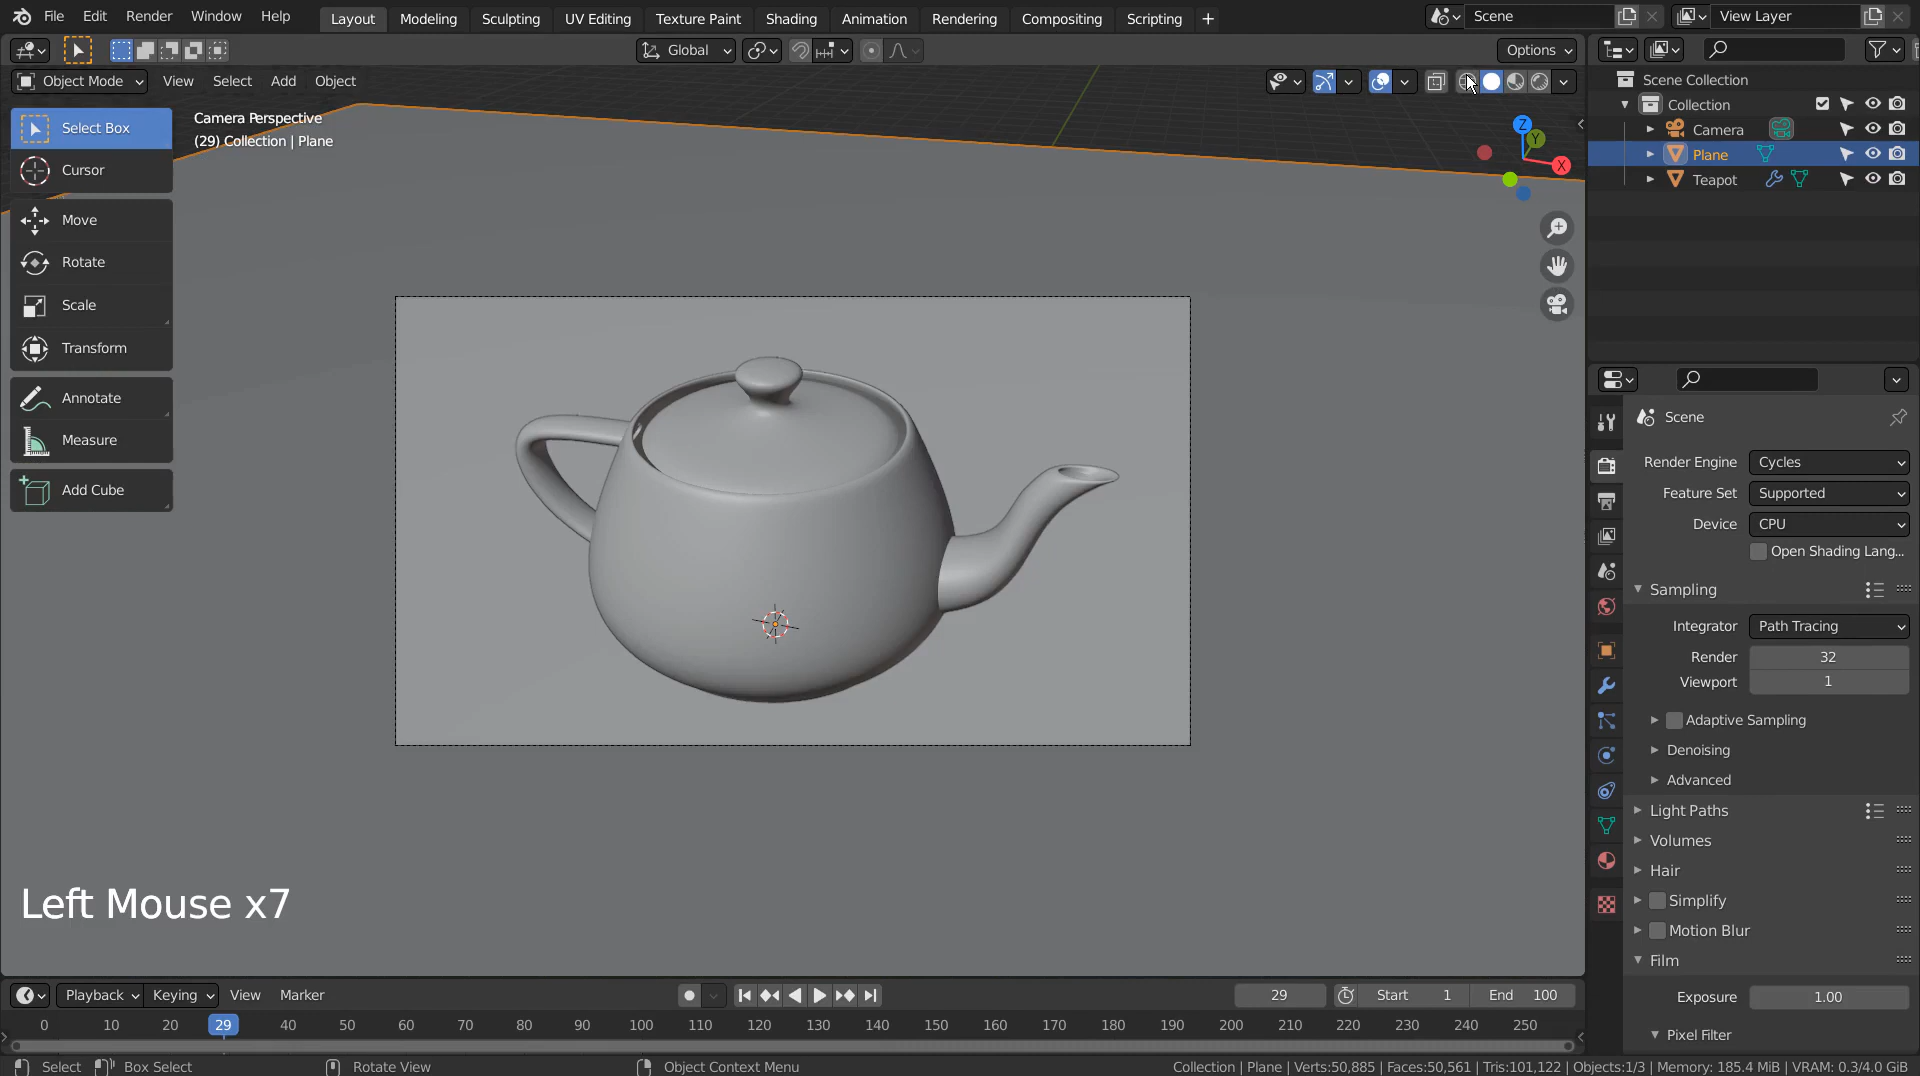 File Edit Render Window Help Layout Modeling Sculpting UV Editing Texture Paint Shading Animation Rendering Compositing Scripting + Scene View Layer
Global Options
Object Mode View Select Add Object
Scene Collection
Collection
Camera
Plane
Teapot
Select Box
Cursor
Move
Rotate
Scale
Transform
Annotate
Measure
Add Cube
Camera Perspective
(29) Collection | Plane
Z
Y
X
Scene
Render Engine Cycles
Feature Set Supported
Device CPU
Open Shading Lang...
Sampling
Integrator Path Tracing
Render 32
Viewport 1
Adaptive Sampling
Denoising
Advanced
Light Paths
Volumes
Hair
Simplify
Motion Blur
Film
Exposure 1.00
Pixel Filter
Left Mouse x7
Playback Keying View Marker 29 Start 1 End 100
0 10 20 29 40 50 60 70 80 90 100 110 120 130 140 150 160 170 180 190 200 210 220 230 240 250
Select Box Select Rotate View Object Context Menu Collection | Plane | Verts:50,885 | Faces:50,561 | Tris:101,122 | Objects:1/3 | Memory: 185.4 MiB | VRAM: 0.3/4.0 GiB